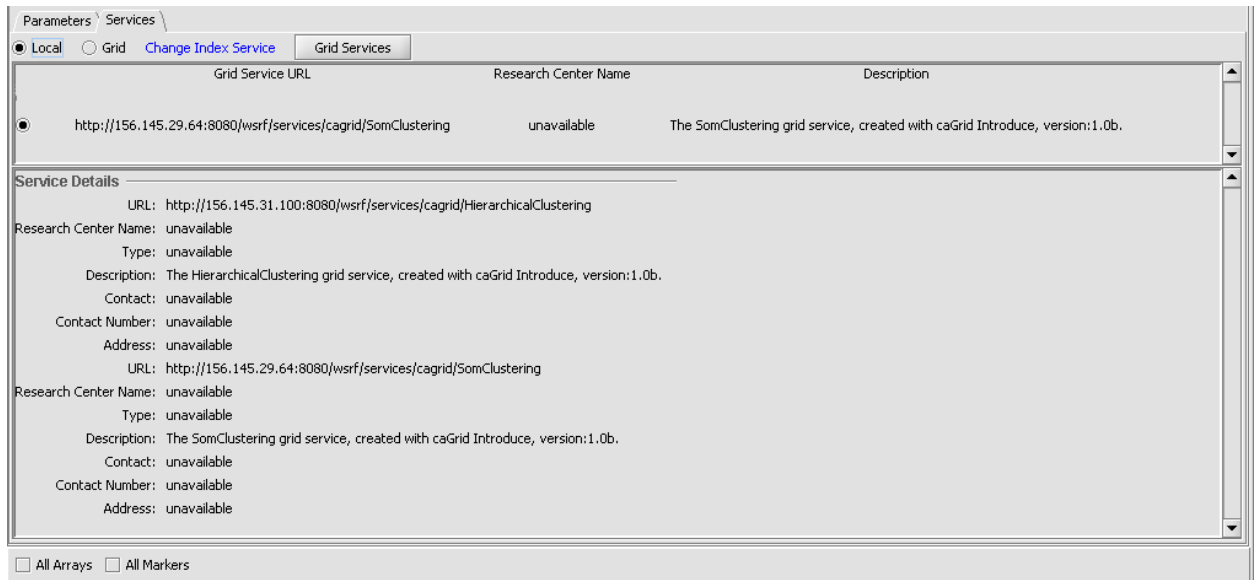 Parameters Services
Local Grid Change Index Service Grid Services
Grid Service URL Research Center Name Description
http://156.145.29.64:8080/wsrf/services/cagrid/SomClustering unavailable The SomClustering grid service, created with caGrid Introduce, version:1.0b.
Service Details
URL: http://156.145.31.100:8080/wsrf/services/cagrid/HierarchicalClustering
Research Center Name: unavailable
Type: unavailable
Description: The HierarchicalClustering grid service, created with caGrid Introduce, version:1.0b.
Contact: unavailable
Contact Number: unavailable
Address: unavailable
URL: http://156.145.29.64:8080/wsrf/services/cagrid/SomClustering
Research Center Name: unavailable
Type: unavailable
Description: The SomClustering grid service, created with caGrid Introduce, version:1.0b.
Contact: unavailable
Contact Number: unavailable
Address: unavailable
All Arrays All Markers